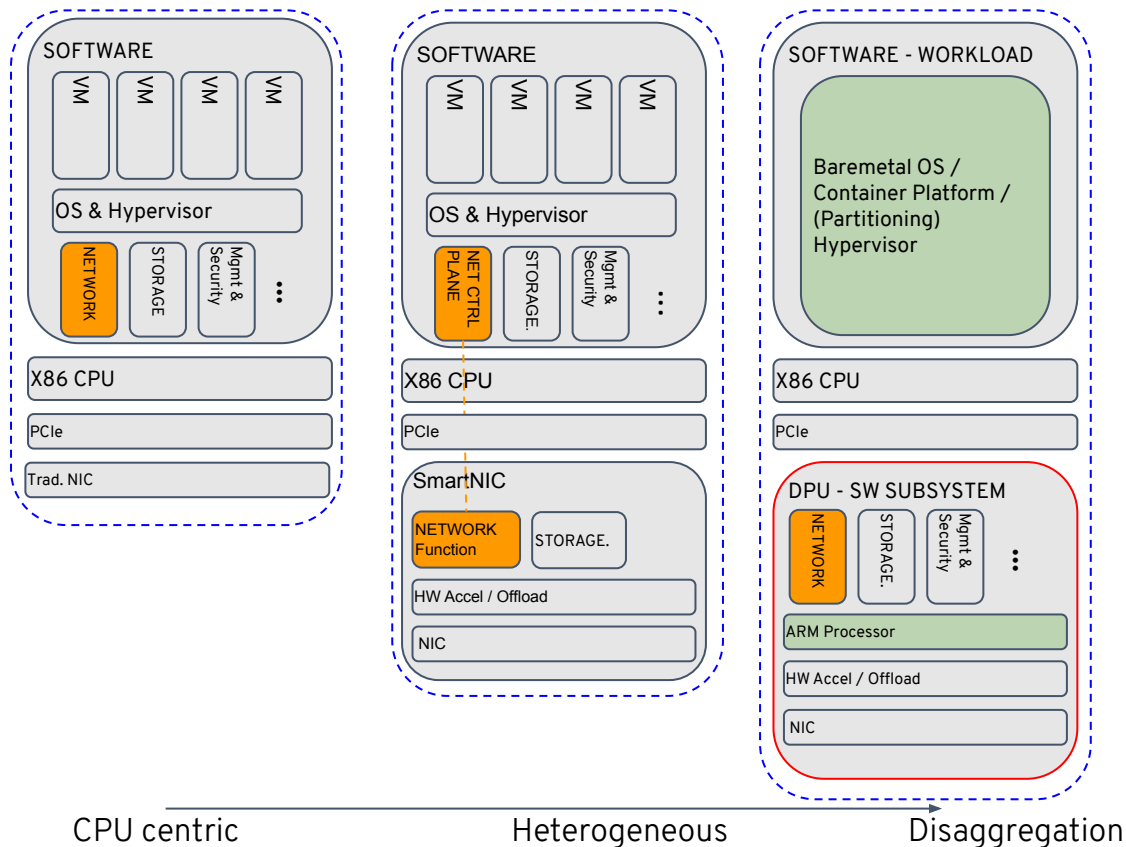 SOFTWARE
VM
VM
VM
VM
OS & Hypervisor
NETWORK
STORAGE
Mgmt &
Security
...
X86 CPU
PCIe
Trad. NIC
SOFTWARE
VM
VM
VM
VM
OS & Hypervisor
NET CTRL
PLANE
STORAGE.
Mgmt &
Security
...
X86 CPU
PCIe
SmartNIC
NETWORK
Function
STORAGE.
HW Accel / Offload
NIC
SOFTWARE - WORKLOAD
Baremetal OS /
Container Platform /
(Partitioning)
Hypervisor
X86 CPU
PCIe
DPU - SW SUBSYSTEM
NETWORK
STORAGE.
Mgmt &
Security
...
ARM Processor
HW Accel / Offload
NIC
CPU centric
Heterogeneous
Disaggregation